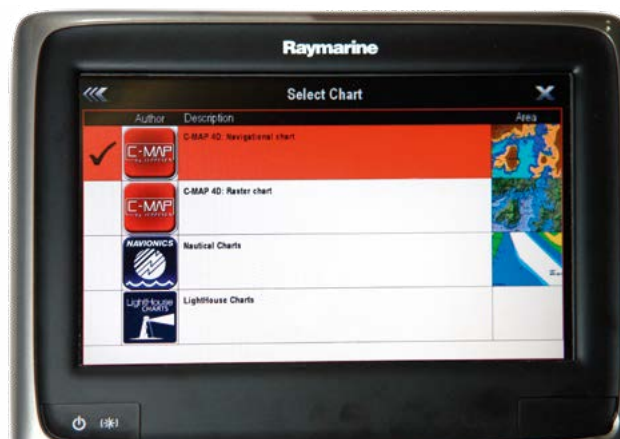 Raymarine
Select Chart
Author Description Area
C-MAP
C-MAP 4D: Navigational chart
C-MAP
C-MAP 4D: Raster chart
NAVIONICS
Nautical Charts
LightHouse
CHARTS
LightHouse Charts